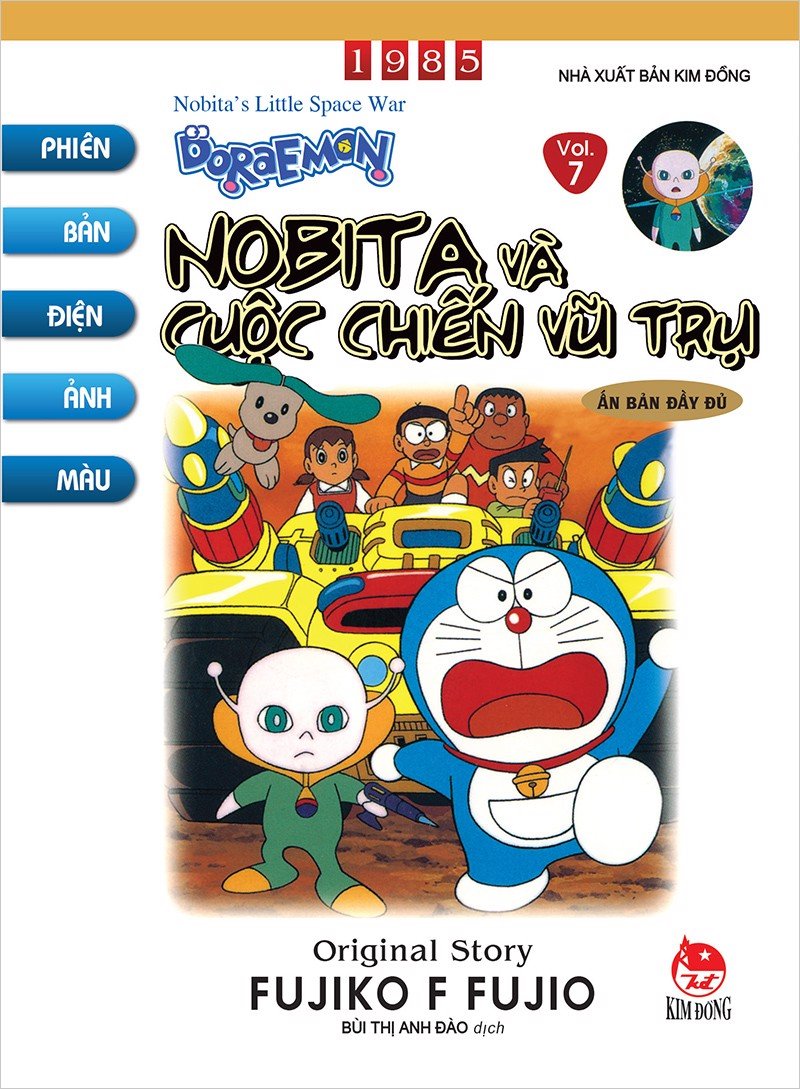 1985
NHÀ XUẤT BẢN KIM ĐỒNG
Nobita's Little Space War
DORAEMON
Vol.
7
PHIÊN
BẢN
ĐIỆN
ẢNH
MÀU
NOBITA VÀ
CUỘC CHIẾN VŨ TRỤ
ẤN BẢN ĐẦY ĐỦ
Original Story
FUJIKO F FUJIO
BÙI THỊ ANH ĐÀO dịch
Két
KIM ĐỒNG